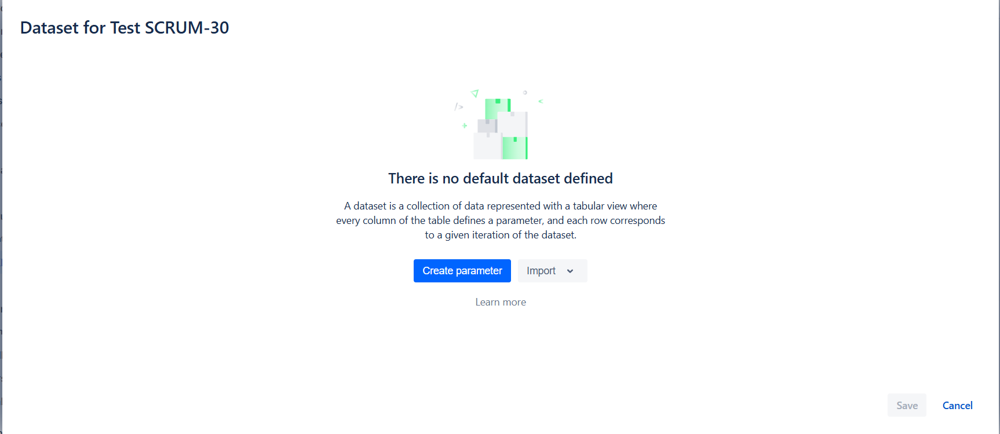 Dataset for Test SCRUM-30
There is no default dataset defined
A dataset is a collection of data represented with a tabular view where
every column of the table defines a parameter, and each row corresponds
to a given iteration of the dataset.
Create parameter
Import
Learn more
Save
Cancel